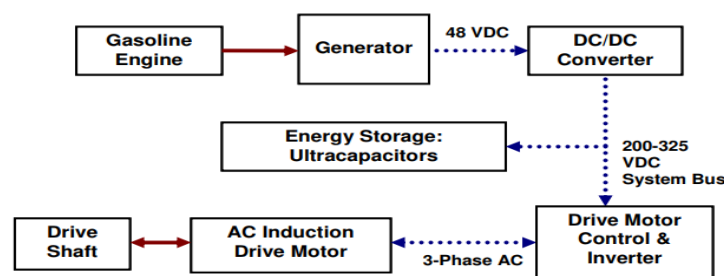 Gasoline
Engine
Generator
48 VDC
DC/DC
Converter
Energy Storage:
Ultracapacitors
200-325
VDC
System Bus
Drive
Shaft
AC Induction
Drive Motor
3-Phase AC
Drive Motor
Control &
Inverter